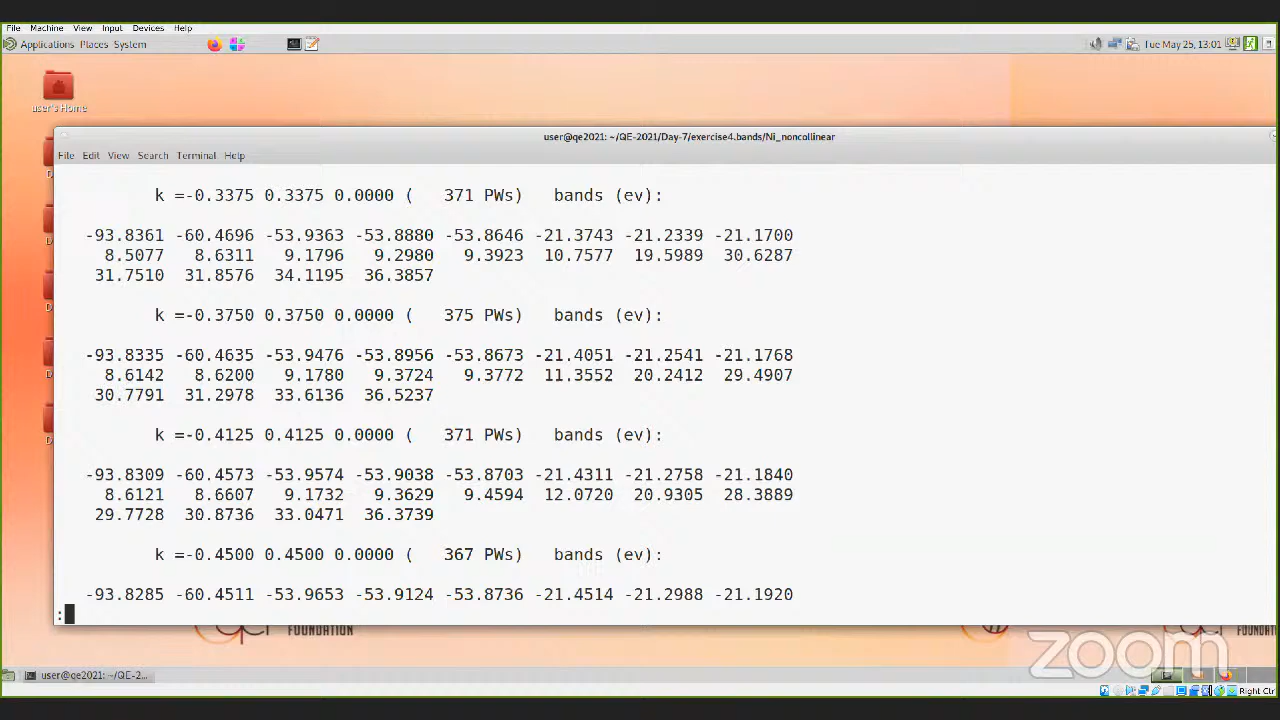 File Machine View Input Devices Help
Applications Places System
Tue May 25, 13:01
user's Home
user@qe2021: ~/QE-2021/Day-7/exercise4.bands/Ni_noncollinear
File Edit View Search Terminal Help
k =-0.3375 0.3375 0.0000 ( 371 PWs) bands (ev):
-93.8361 -60.4696 -53.9363 -53.8880 -53.8646 -21.3743 -21.2339 -21.1700
8.5077 8.6311 9.1796 9.2980 9.3923 10.7577 19.5989 30.6287
31.7510 31.8576 34.1195 36.3857
k =-0.3750 0.3750 0.0000 ( 375 PWs) bands (ev):
-93.8335 -60.4635 -53.9476 -53.8956 -53.8673 -21.4051 -21.2541 -21.1768
8.6142 8.6200 9.1780 9.3724 9.3772 11.3552 20.2412 29.4907
30.7791 31.2978 33.6136 36.5237
k =-0.4125 0.4125 0.0000 ( 371 PWs) bands (ev):
-93.8309 -60.4573 -53.9574 -53.9038 -53.8703 -21.4311 -21.2758 -21.1840
8.6121 8.6607 9.1732 9.3629 9.4594 12.0720 20.9305 28.3889
29.7728 30.8736 33.0471 36.3739
k =-0.4500 0.4500 0.0000 ( 367 PWs) bands (ev):
-93.8285 -60.4511 -53.9653 -53.9124 -53.8736 -21.4514 -21.2988 -21.1920
:
FOUNDATION
zoom
user@qe2021: ~/QE-2...
Right Ctr